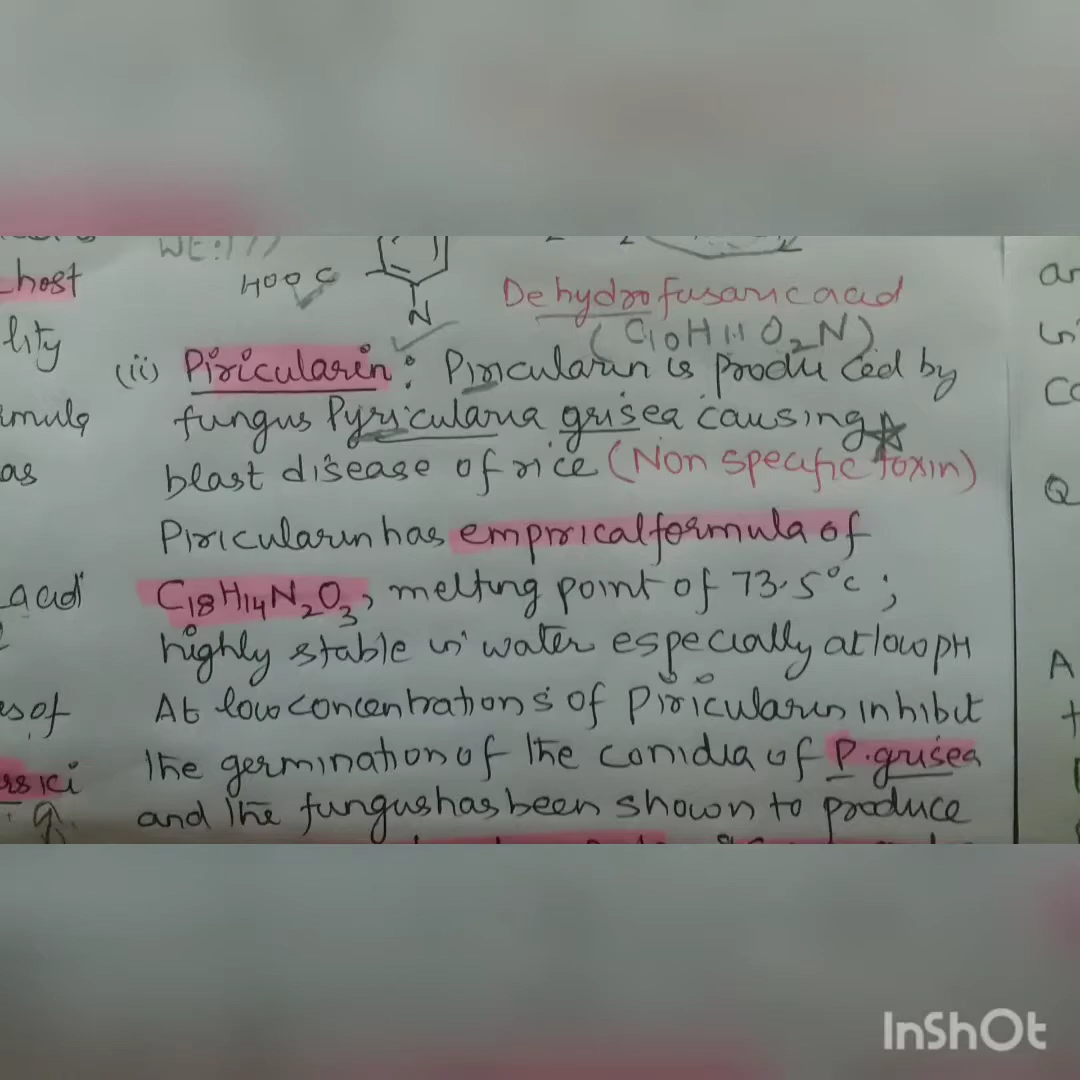 host
lity
as
acid
es of
HOOC
N
Dehydrofusaric acid
(C10H11O2N)
(ii) Piricularin : Piricularin is produced by
fungus Pyricularia grisea causing
blast disease of rice (Non specific toxin)
Piricularin has empirical formula of
C18H14N2O3, melting point of 73.5°C ;
highly stable in water especially at low pH
At low concentrations of Piricularin inhibit
the germination of the conidia of P. grisea
and the fungus has been shown to produce
Q
A
InShOt